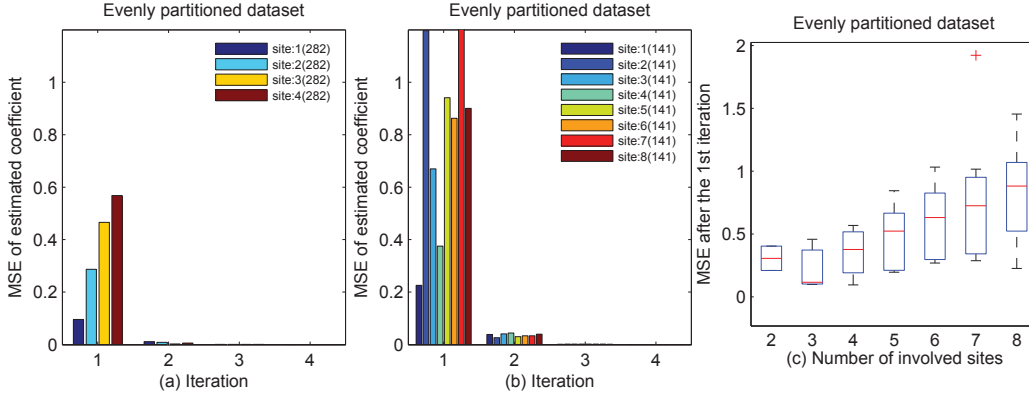 Evenly partitioned dataset
MSE of estimated coefficient
1
0.8
0.6
0.4
0.2
0
site:1(282)
site:2(282)
site:3(282)
site:4(282)
1 2 3 4
(a) Iteration
Evenly partitioned dataset
MSE of estimated coefficient
1
0.8
0.6
0.4
0.2
0
site:1(141)
site:2(141)
site:3(141)
site:4(141)
site:5(141)
site:6(141)
site:7(141)
site:8(141)
1 2 3 4
(b) Iteration
Evenly partitioned dataset
MSE after the 1st iteration
2
1.5
1
0.5
0
2 3 4 5 6 7 8
(c) Number of involved sites